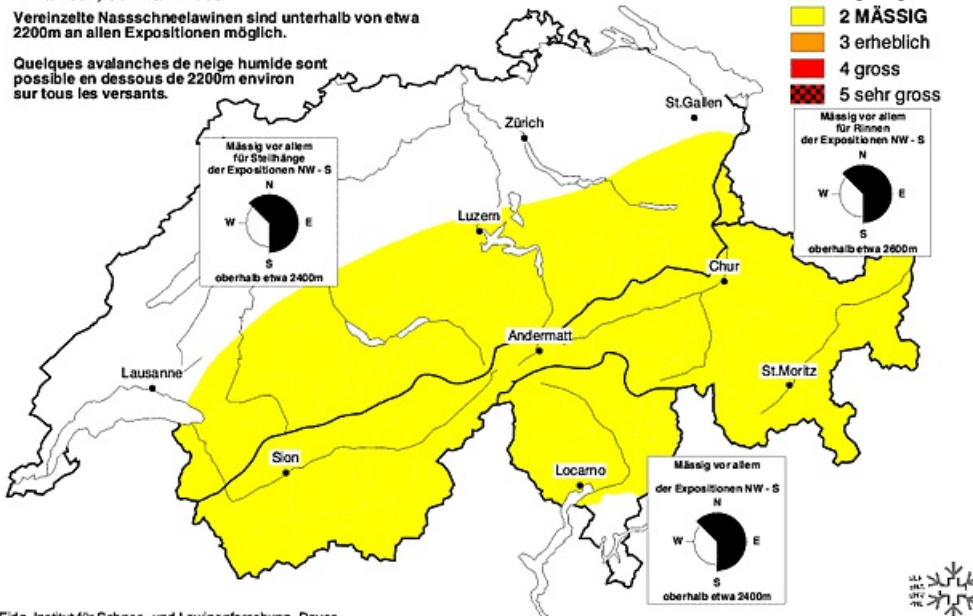 Vereinzelte Nassschneelawinen sind unterhalb von etwa
2200m an allen Expositionen möglich.
Quelques avalanches de neige humide sont
possible en dessous de 2200m environ
sur tous les versants.
2 MÄSSIG
3 erheblich
4 gross
5 sehr gross
St.Gallen
Zürich
Mässig vor allem
für Rinnen
der Expositionen NW - S
N
W
E
S
oberhalb etwa 2600m
Mässig vor allem
für Steilhänge
der Expositionen NW - S
N
W
E
S
oberhalb etwa 2400m
Luzern
Chur
Andermatt
Lausanne
St.Moritz
Sion
Locarno
Mässig vor allem
der Expositionen NW - S
N
W
E
S
oberhalb etwa 2400m